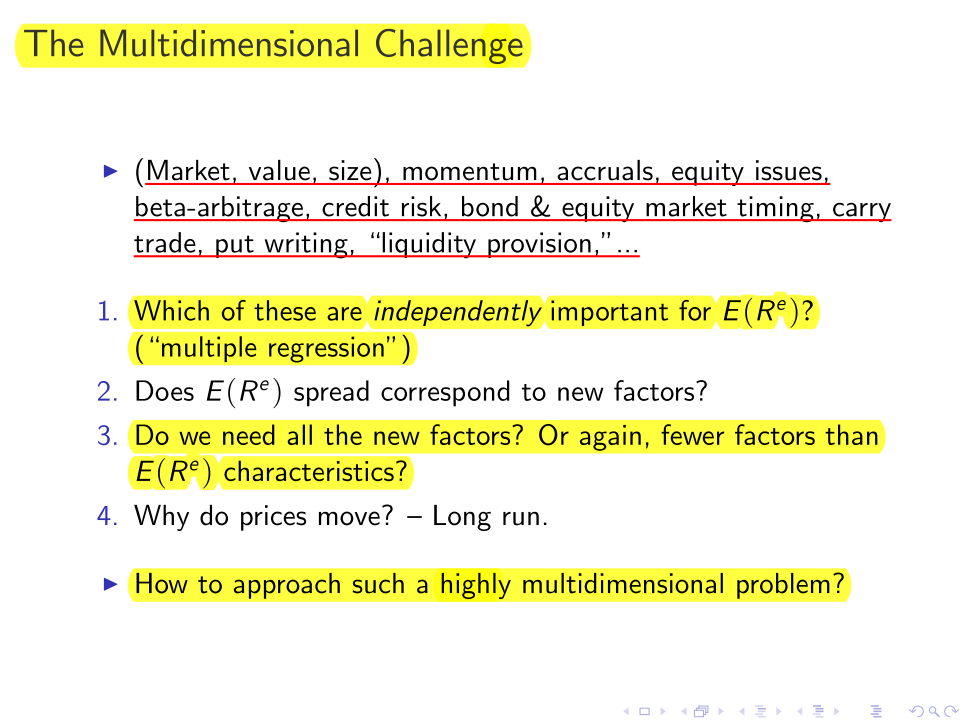 The Multidimensional Challenge
(Market, value, size), momentum, accruals, equity issues,
beta-arbitrage, credit risk, bond & equity market timing, carry
trade, put writing, “liquidity provision,”...
1. Which of these are independently important for E(Rᵉ)?
(“multiple regression”)
2. Does E(Rᵉ) spread correspond to new factors?
3. Do we need all the new factors? Or again, fewer factors than
E(Rᵉ) characteristics?
4. Why do prices move? – Long run.
How to approach such a highly multidimensional problem?